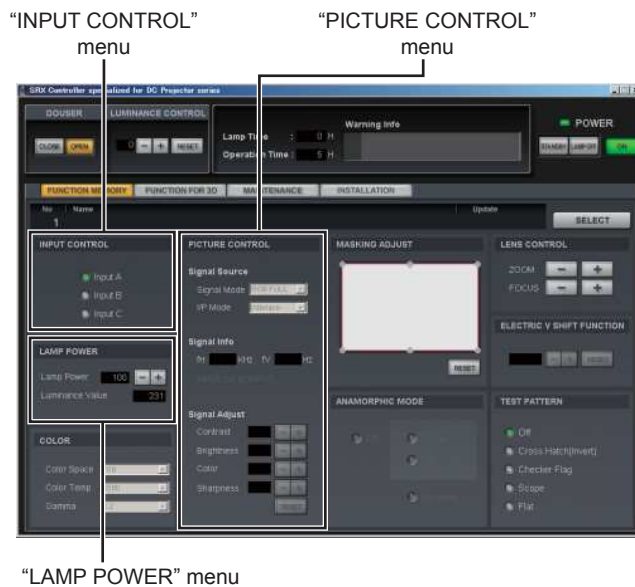 “INPUT CONTROL”
menu
“PICTURE CONTROL”
menu
SRX Controller specialized for DC Projector series
DOUSER
LUMINANCE CONTROL
CLOSE OPEN
0 - + RESET
Lamp Time : 0 H
Operation Time : 5 H
Warning Info
POWER
STANDBY LAMP OFF ON
FUNCTION MEMORY FUNCTION FOR 3D MAINTENANCE INSTALLATION
No Name Update
1
SELECT
INPUT CONTROL
Input A
Input B
Input C
LAMP POWER
Lamp Power 100 - +
Luminance Value 231
COLOR
Color Space
Color Temp.
Gamma
PICTURE CONTROL
Signal Source
Signal Mode
VP Mode
Signal Info
fH KHz fV Hz
Signal Adjust
Contrast - +
Brightness - +
Color - +
Sharpness - +
RESET
MASKING ADJUST
RESET
ANAMORPHIC MODE
LENS CONTROL
ZOOM - +
FOCUS - +
ELECTRIC V SHIFT FUNCTION
- + RESET
TEST PATTERN
Off
Cross Hatch(Invert)
Checker Flag
Scope
Flat
“LAMP POWER” menu